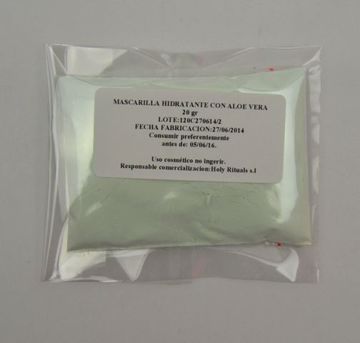 MASCARILLA HIDRATANTE CON ALOE VERA
20 gr
LOTE:120C270614/2
FECHA FABRICACION:27/06/2014
Consumir preferentemente
antes de: 05/06/16.
Uso cosmético no ingerir.
Responsable comercializacion:Holy Rituals s.l